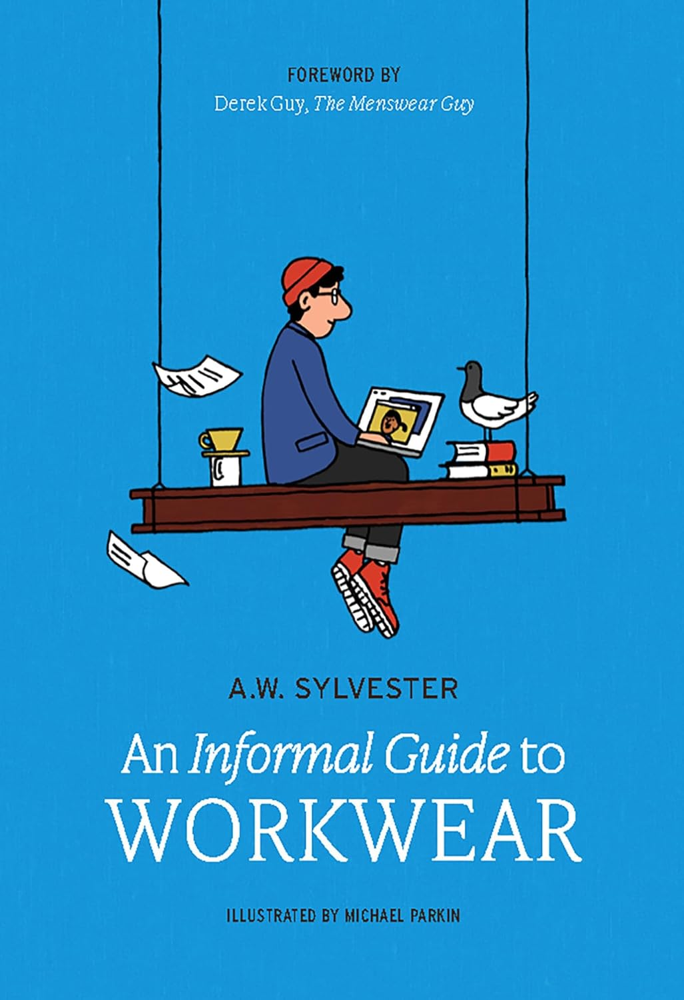 FOREWORD BY
Derek Guy, The Menswear Guy
A.W. SYLVESTER
An Informal Guide to
WORKWEAR
ILLUSTRATED BY MICHAEL PARKIN